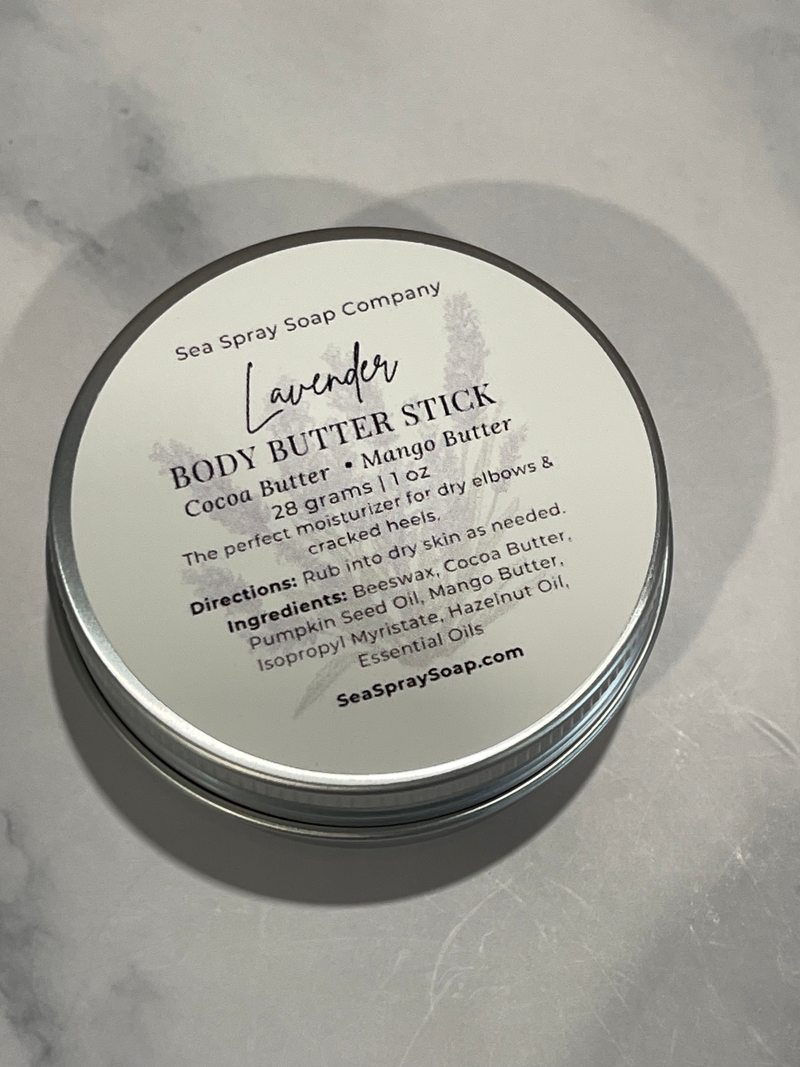 Sea Spray Soap Company
Lavender
BODY BUTTER STICK
Cocoa Butter • Mango Butter
28 grams | 1 oz
The perfect moisturizer for dry elbows &
cracked heels.
Directions: Rub into dry skin as needed.
Ingredients: Beeswax, Cocoa Butter,
Pumpkin Seed Oil, Mango Butter,
Isopropyl Myristate, Hazelnut Oil,
Essential Oils
SeaSpraySoap.com